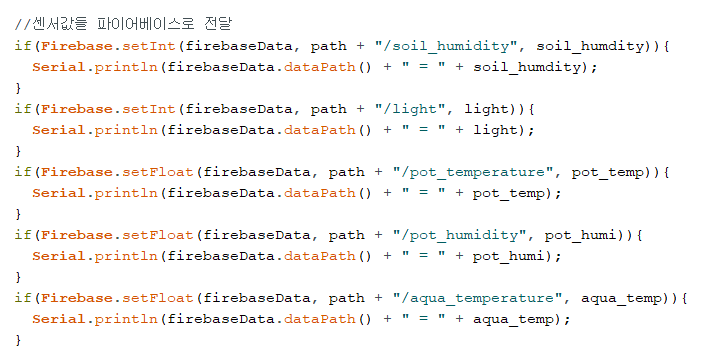 //센서값들 파이어베이스로 전달
if(Firebase.setInt(firebaseData, path + "/soil_humidity", soil_humdity)){
  Serial.println(firebaseData.dataPath() + " = " + soil_humdity);
}
if(Firebase.setInt(firebaseData, path + "/light", light)){
  Serial.println(firebaseData.dataPath() + " = " + light);
}
if(Firebase.setFloat(firebaseData, path + "/pot_temperature", pot_temp)){
  Serial.println(firebaseData.dataPath() + " = " + pot_temp);
}
if(Firebase.setFloat(firebaseData, path + "/pot_humidity", pot_humi)){
  Serial.println(firebaseData.dataPath() + " = " + pot_humi);
}
if(Firebase.setFloat(firebaseData, path + "/aqua_temperature", aqua_temp)){
  Serial.println(firebaseData.dataPath() + " = " + aqua_temp);
}